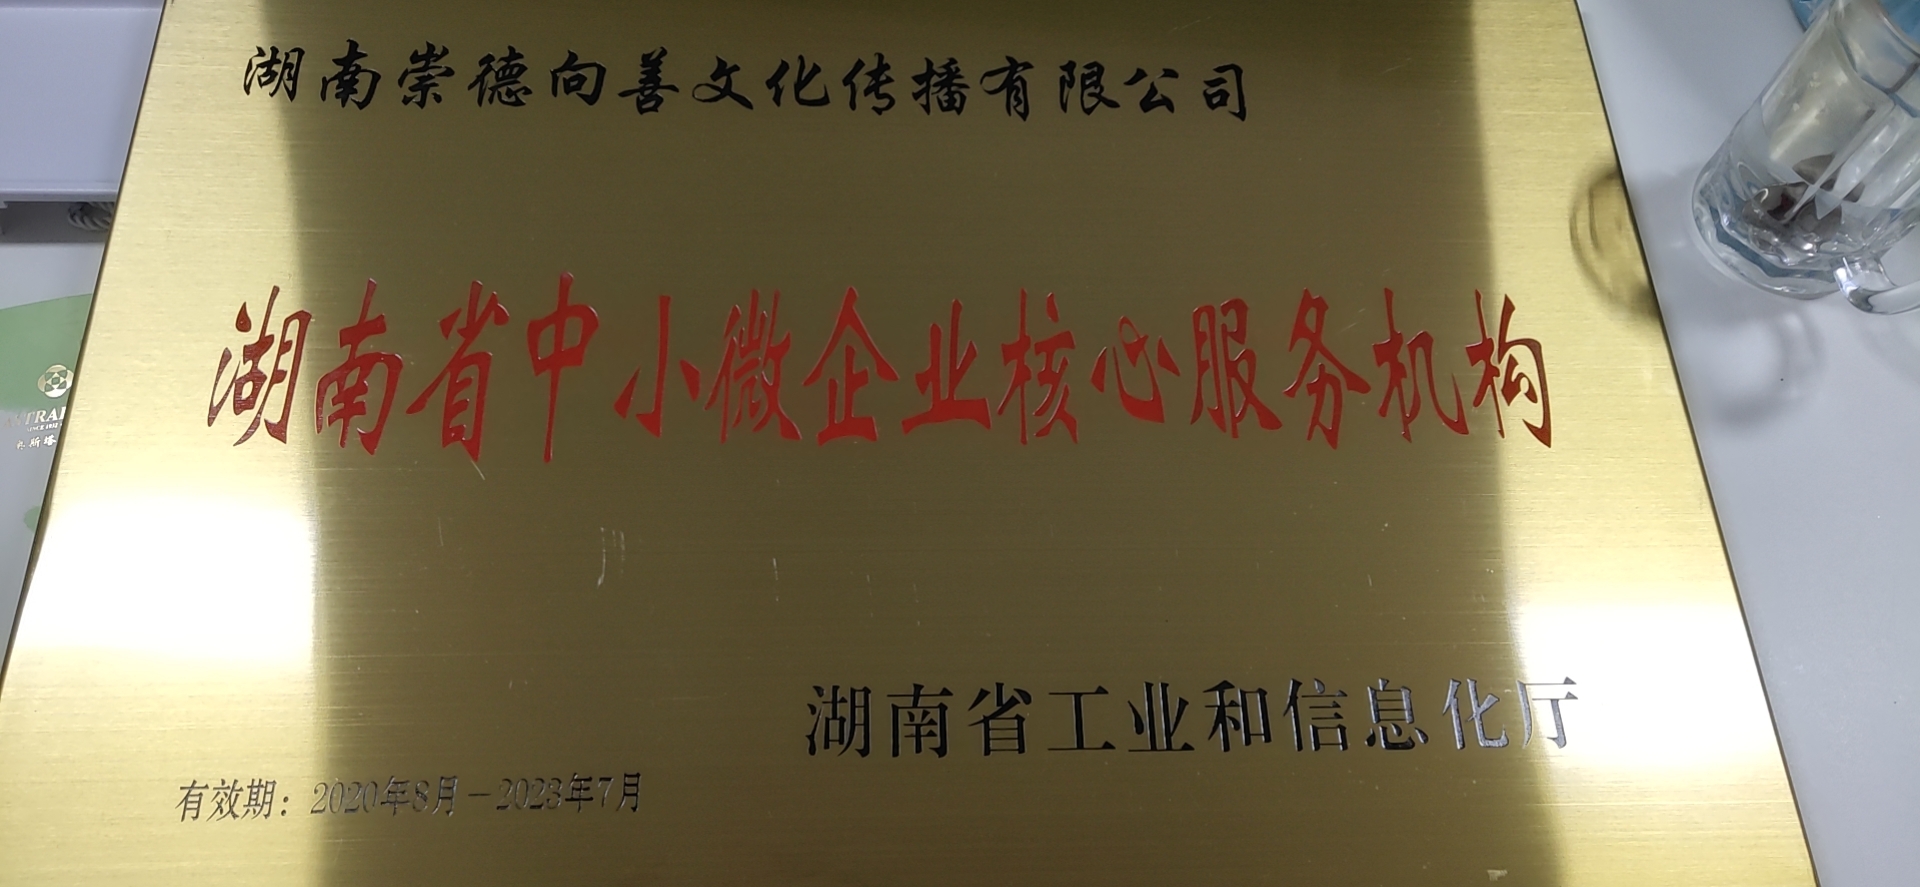 湖南崇德向善文化传播有限公司
湖南省中小微企业核心服务机构
湖南省工业和信息化厅
有效期：2020年8月－2023年7月
SINCE 1952